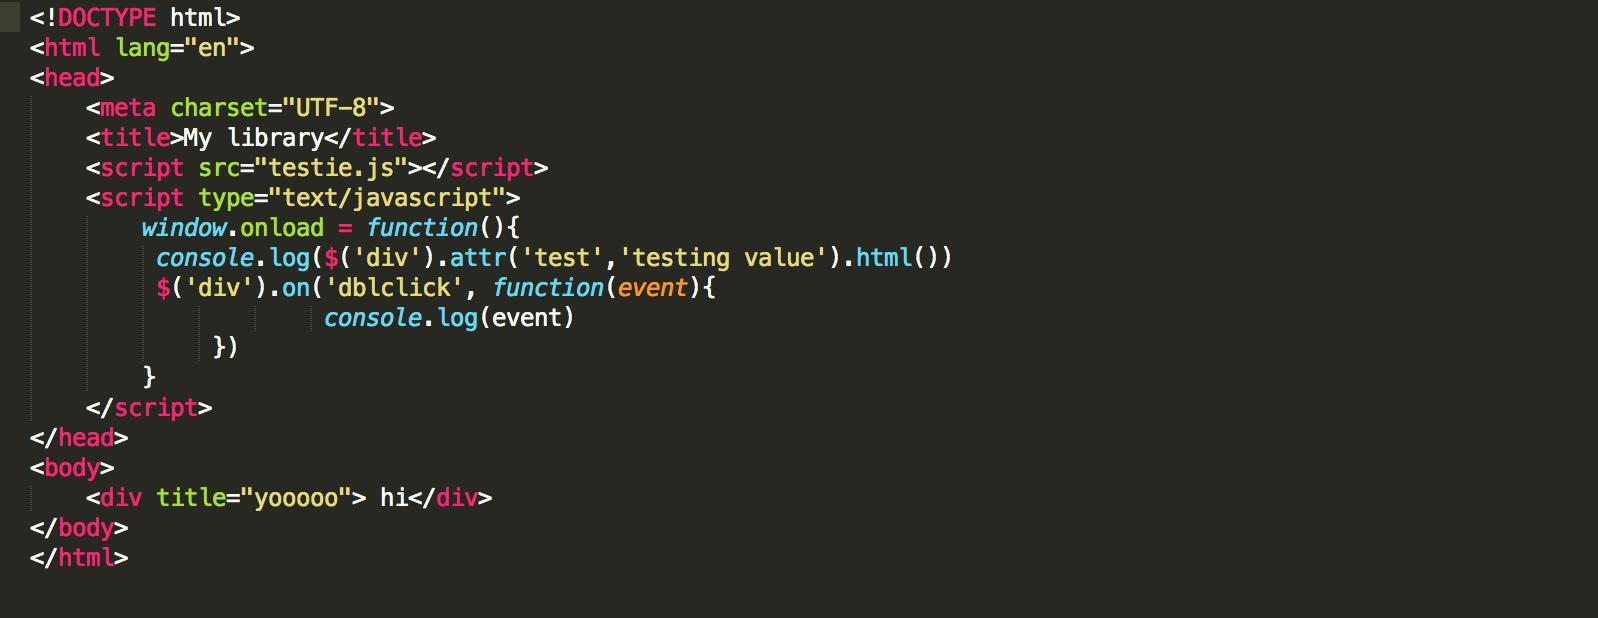 <!DOCTYPE html>
<html lang="en">
<head>
    <meta charset="UTF-8">
    <title>My library</title>
    <script src="testie.js"></script>
    <script type="text/javascript">
        window.onload = function(){
         console.log($('div').attr('test','testing value').html())
         $('div').on('dblclick', function(event){
                     console.log(event)
             })
        }
    </script>
</head>
<body>
    <div title="yooooo"> hi</div>
</body>
</html>